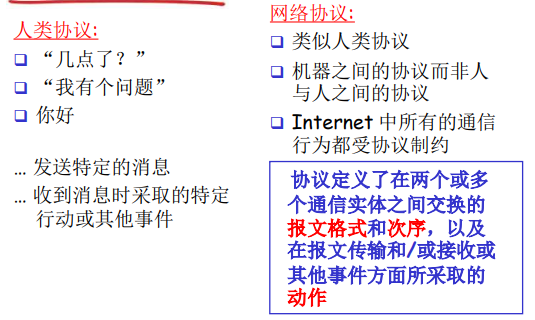 人类协议:
“几点了？”
“我有个问题”
你好
… 发送特定的消息
… 收到消息时采取的特定
行动或其他事件
网络协议:
类似人类协议
机器之间的协议而非人
与人之间的协议
Internet 中所有的通信
行为都受协议制约
协议定义了在两个或多
个通信实体之间交换的
报文格式和次序，以及
在报文传输和/或接收或
其他事件方面所采取的
动作